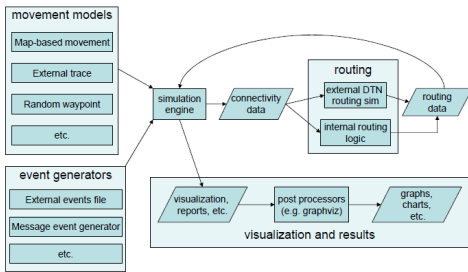 movement models
Map-based movement
External trace
Random waypoint
etc.
event generators
External events file
Message event generator
etc.
simulation
engine
connectivity
data
routing
external DTN
routing sim
internal routing
logic
routing
data
visualization,
reports, etc.
post processors
(e.g. graphviz)
graphs,
charts,
etc.
visualization and results